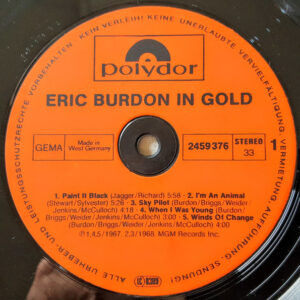 KEIN VERLEIH! KEINE UNERLAUBTE VERVIELFÄLTIGUNG, VERMIETUNG, AUFFÜHRUNG, SENDUNG!
ALLE URHEBER- UND LEISTUNGSSCHUTZRECHTE VORBEHALTEN
polydor
ERIC BURDON IN GOLD
GEMA
Made in
West Germany
2459 376
STEREO
33
1
1. Paint It Black (Jagger/Richard) 5:58 - 2. I'm An Animal
(Stewart/Sylvester) 5:26 - 3. Sky Pilot (Burdon/Briggs/Weider/
Jenkins/McCulloch) 4:18 - 4. When I Was Young (Burdon/
Briggs/Weider/Jenkins/McCulloch) 3:00 - 5. Winds Of Change
(Burdon/Briggs/Weider/Jenkins/McCulloch) 4:00
℗ 1,4,5/ 1967, 2,3/ 1968, MGM Records Inc.